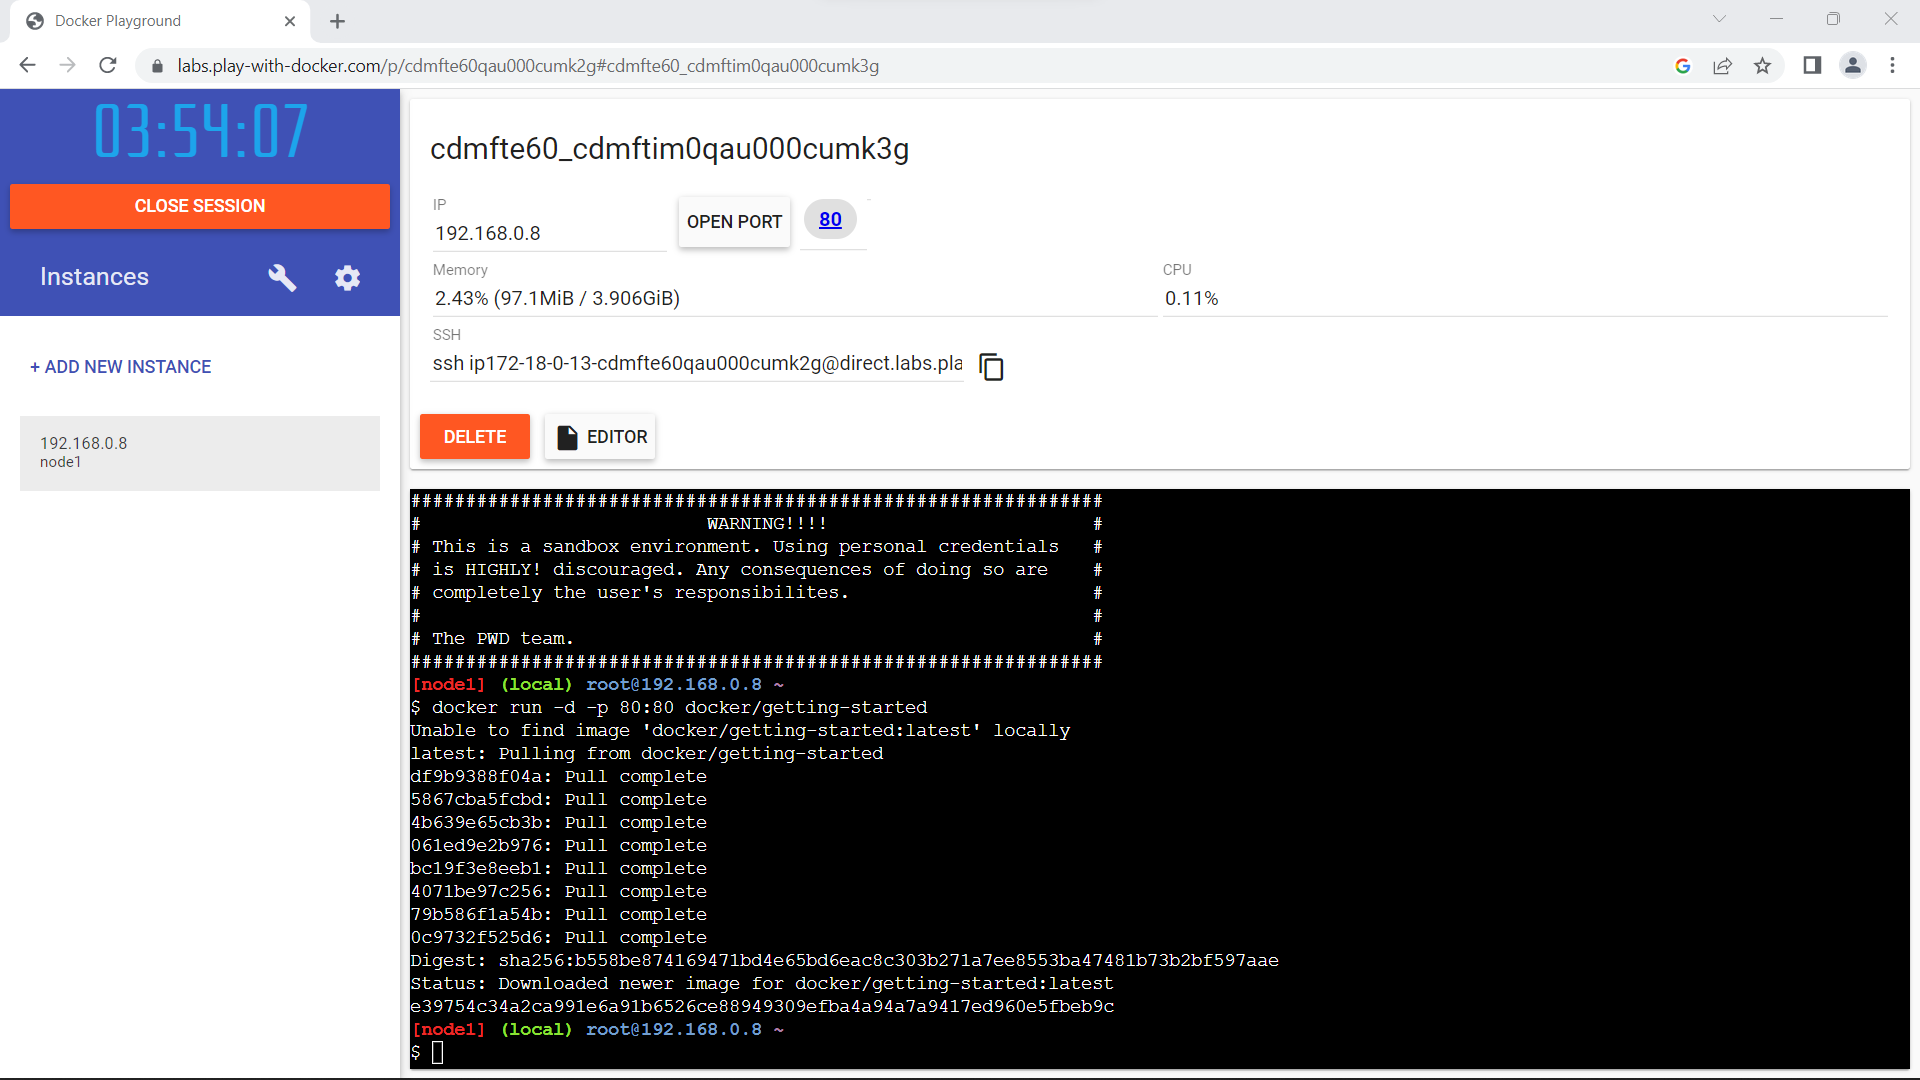 Docker Playground
labs.play-with-docker.com/p/cdmfte60qau000cumk2g#cdmfte60_cdmftim0qau000cumk3g
03:54:07
CLOSE SESSION
Instances
+ ADD NEW INSTANCE
192.168.0.8
node1
cdmfte60_cdmftim0qau000cumk3g
IP
192.168.0.8
OPEN PORT
80
Memory
2.43% (97.1MiB / 3.906GiB)
CPU
0.11%
SSH
ssh ip172-18-0-13-cdmfte60qau000cumk2g@direct.labs.pla
DELETE
EDITOR
###############################################################
# WARNING!!!! #
# This is a sandbox environment. Using personal credentials #
# is HIGHLY! discouraged. Any consequences of doing so are #
# completely the user's responsibilites. #
# #
# The PWD team. #
###############################################################
[node1] (local) root@192.168.0.8 ~
$ docker run -d -p 80:80 docker/getting-started
Unable to find image 'docker/getting-started:latest' locally
latest: Pulling from docker/getting-started
df9b9388f04a: Pull complete
5867cba5fcbd: Pull complete
4b639e65cb3b: Pull complete
061ed9e2b976: Pull complete
bc19f3e8eeb1: Pull complete
4071be97c256: Pull complete
79b586f1a54b: Pull complete
0c9732f525d6: Pull complete
Digest: sha256:b558be874169471bd4e65bd6eac8c303b271a7ee8553ba47481b73b2bf597aae
Status: Downloaded newer image for docker/getting-started:latest
e39754c34a2ca991e6a91b6526ce88949309efba4a94a7a9417ed960e5fbeb9c
[node1] (local) root@192.168.0.8 ~
$